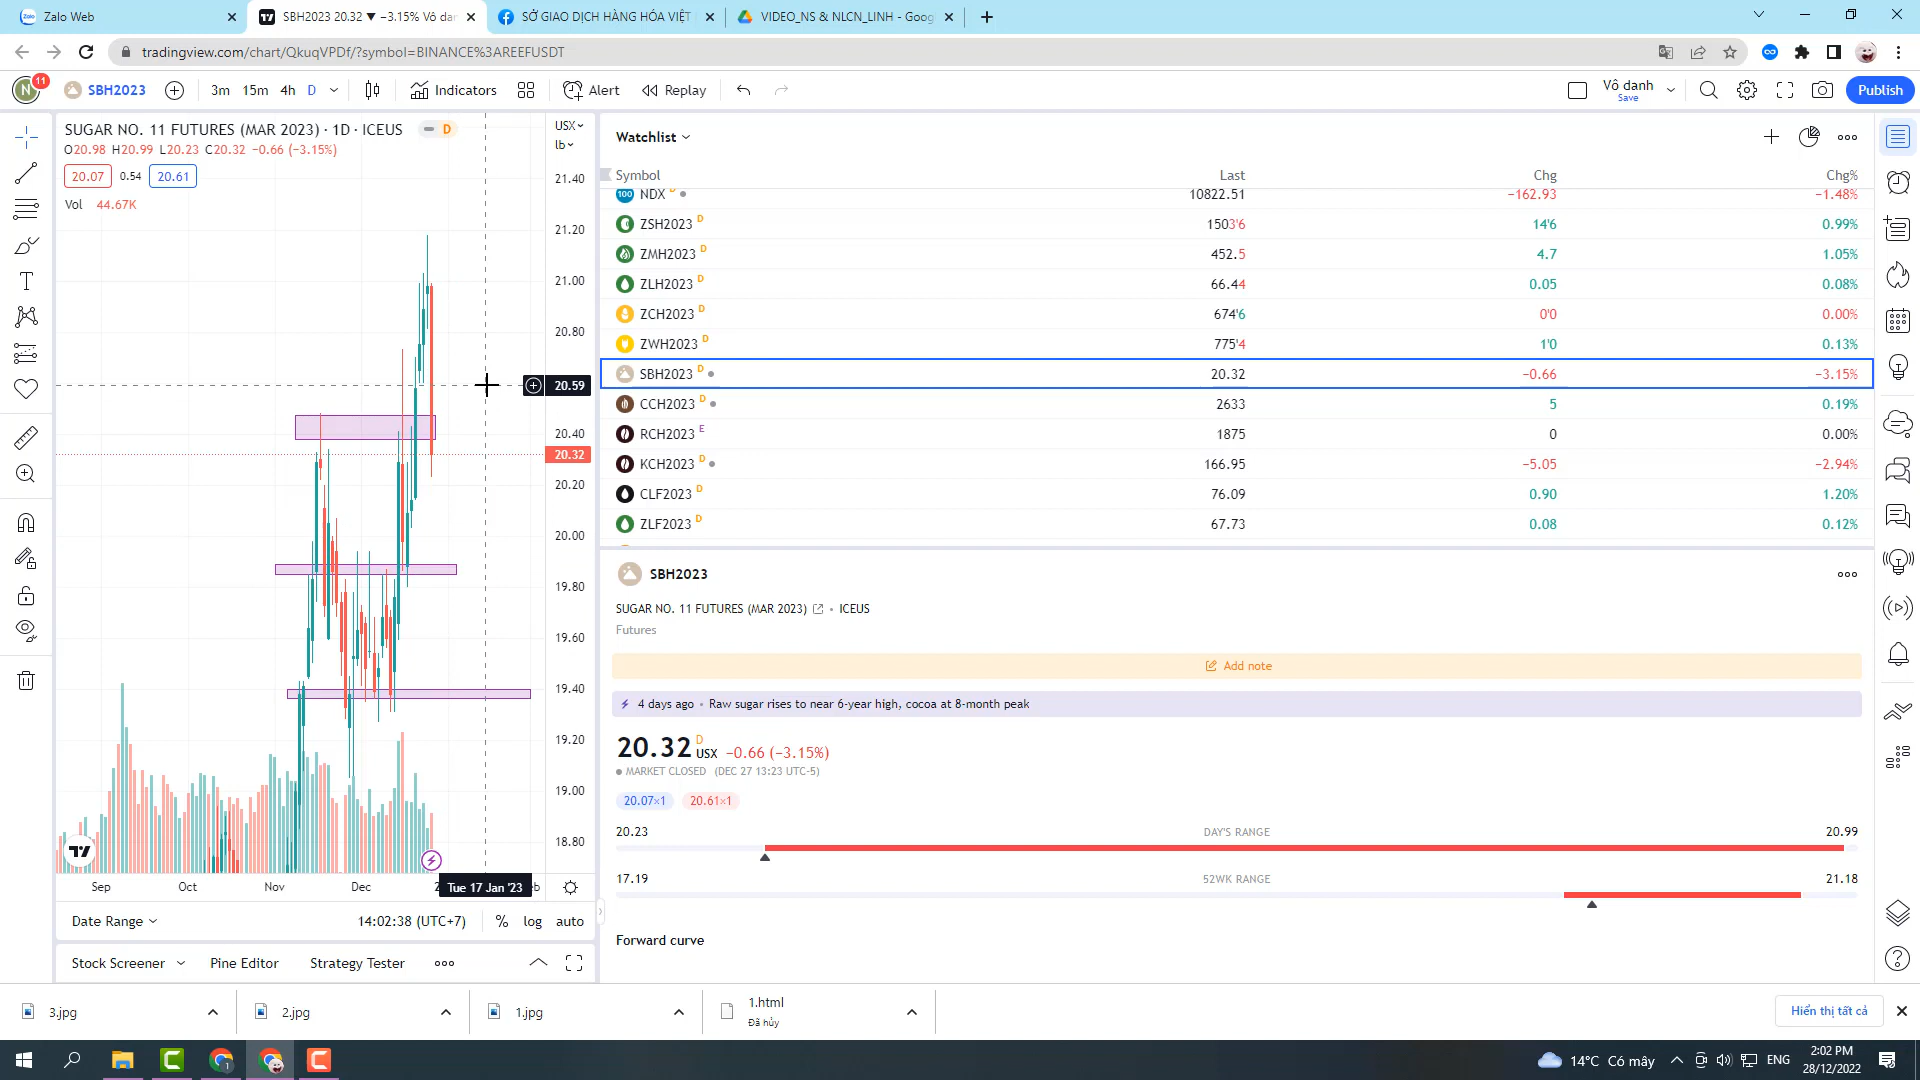 Zalo Web
SBH2023 20.32 ▼ −3.15% Vô dan
SỞ GIAO DỊCH HÀNG HÓA VIỆT
VIDEO_NS & NLCN_LINH - Goog
tradingview.com/chart/QkuqVPDf/?symbol=BINANCE%3AREEFUSDT
N 11
SBH2023
3m 15m 4h D
Indicators
Alert
Replay
Vô danh
Save
Publish
SUGAR NO. 11 FUTURES (MAR 2023) · 1D · ICEUS
D
O20.98 H20.99 L20.23 C20.32 −0.66 (−3.15%)
20.07 0.54 20.61
Vol 44.67K
USX
lb
21.40
21.20
21.00
20.80
20.59
20.40
20.32
20.20
20.00
19.80
19.60
19.40
19.20
19.00
18.80
Sep Oct Nov Dec Tue 17 Jan '23
Date Range
14:02:38 (UTC+7)
% log auto
Stock Screener
Pine Editor
Strategy Tester
Watchlist
Symbol Last Chg Chg%
100 NDX D 10822.51 −162.93 −1.48%
ZSH2023 D 1503'6 14'6 0.99%
ZMH2023 D 452.5 4.7 1.05%
ZLH2023 D 66.44 0.05 0.08%
ZCH2023 D 674'6 0'0 0.00%
ZWH2023 D 775'4 1'0 0.13%
SBH2023 D 20.32 −0.66 −3.15%
CCH2023 D 2633 5 0.19%
RCH2023 E 1875 0 0.00%
KCH2023 D 166.95 −5.05 −2.94%
CLF2023 D 76.09 0.90 1.20%
ZLF2023 D 67.73 0.08 0.12%
SBH2023
SUGAR NO. 11 FUTURES (MAR 2023) • ICEUS
Futures
Add note
4 days ago • Raw sugar rises to near 6-year high, cocoa at 8-month peak
20.32 D USX −0.66 (−3.15%)
MARKET CLOSED (DEC 27 13:23 UTC-5)
20.07×1 20.61×1
20.23 DAY'S RANGE 20.99
17.19 52WK RANGE 21.18
Forward curve
3.jpg
2.jpg
1.jpg
1.html
Đã hủy
Hiển thị tất cả
14°C Có mây
ENG
2:02 PM
28/12/2022